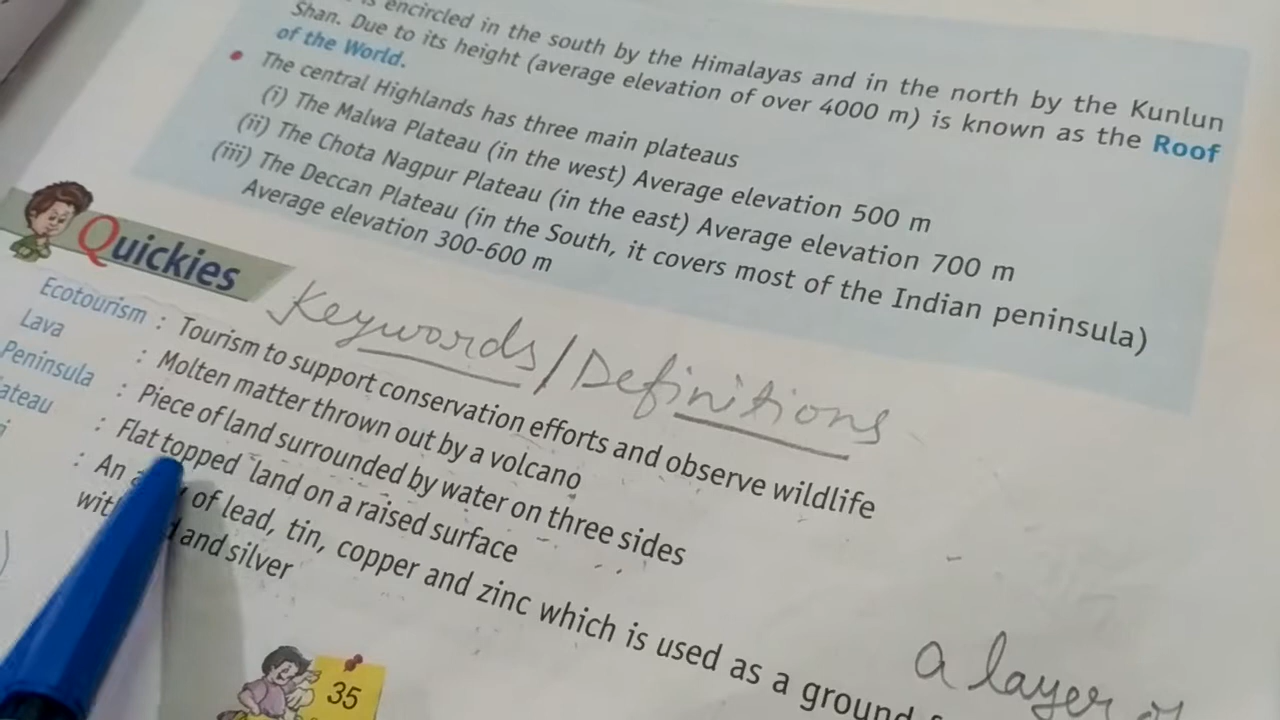 is encircled in the south by the Himalayas and in the north by the Kunlun
Shan. Due to its height (average elevation of over 4000 m) is known as the Roof
of the World.
• The central Highlands has three main plateaus
(i) The Malwa Plateau (in the west) Average elevation 500 m
(ii) The Chota Nagpur Plateau (in the east) Average elevation 700 m
(iii) The Deccan Plateau (in the South, it covers most of the Indian peninsula)
Average elevation 300-600 m
Quickies
Keywords/Definitions
Ecotourism : Tourism to support conservation efforts and observe wildlife
Lava : Molten matter thrown out by a volcano
Peninsula : Piece of land surrounded by water on three sides
ateau : Flat topped land on a raised surface
: An of lead, tin, copper and zinc which is used as a ground
and silver
a layer
35